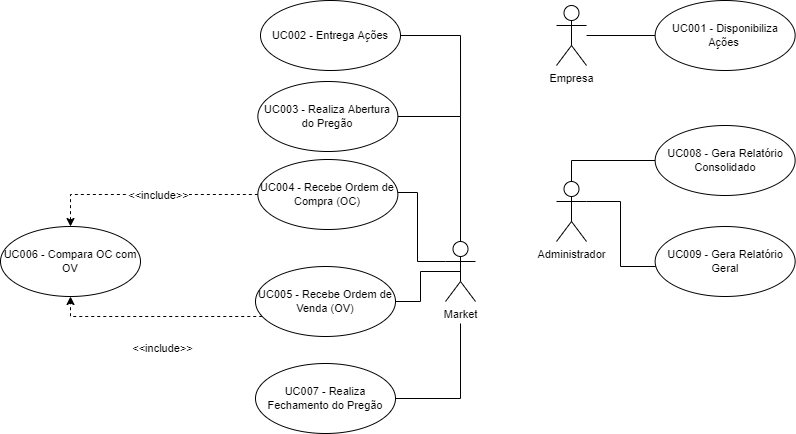 UC002 - Entrega Ações
UC001 - Disponibiliza
Ações
Empresa
UC003 - Realiza Abertura
do Pregão
UC008 - Gera Relatório
Consolidado
UC004 - Recebe Ordem de
Compra (OC)
<<include>>
UC006 - Compara OC com
OV
Administrador
UC009 - Gera Relatório
Geral
UC005 - Recebe Ordem de
Venda (OV)
Market
<<include>>
UC007 - Realiza
Fechamento do Pregão